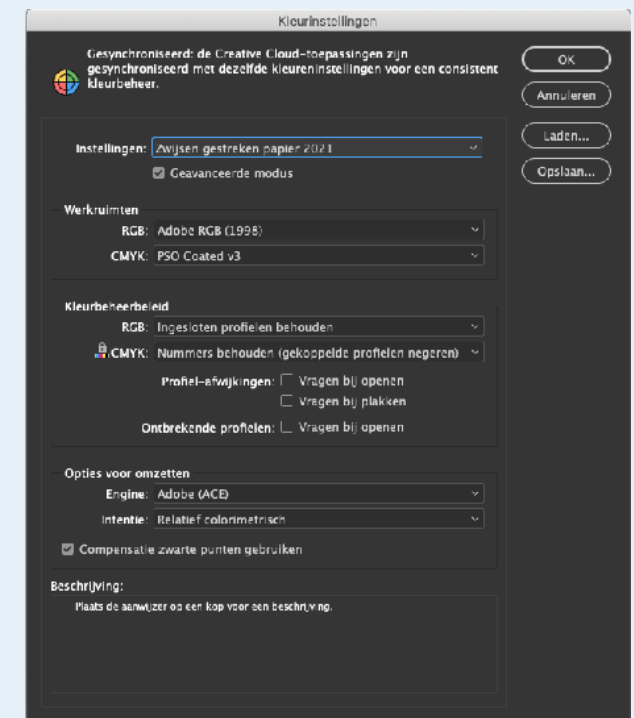 Kleurinstellingen
Gesynchroniseerd: de Creative Cloud-toepassingen zijn
gesynchroniseerd met dezelfde kleureninstellingen voor een consistent
kleurbeheer.
OK
Annuleren
Laden...
Opslaan...
Instellingen: Zwijsen gestreken papier 2021
Geavanceerde modus
Werkruimten
RGB: Adobe RGB (1998)
CMYK: PSO Coated v3
Kleurbeheerbeleid
RGB: Ingesloten profielen behouden
CMYK: Nummers behouden (gekoppelde profielen negeren)
Profiel-afwijkingen: Vragen bij openen
Vragen bij plakken
Ontbrekende profielen: Vragen bij openen
Opties voor omzetten
Engine: Adobe (ACE)
Intentie: Relatief colorimetrisch
Compensatie zwarte punten gebruiken
Beschrijving:
Plaats de aanwijzer op een kop voor een beschrijving.